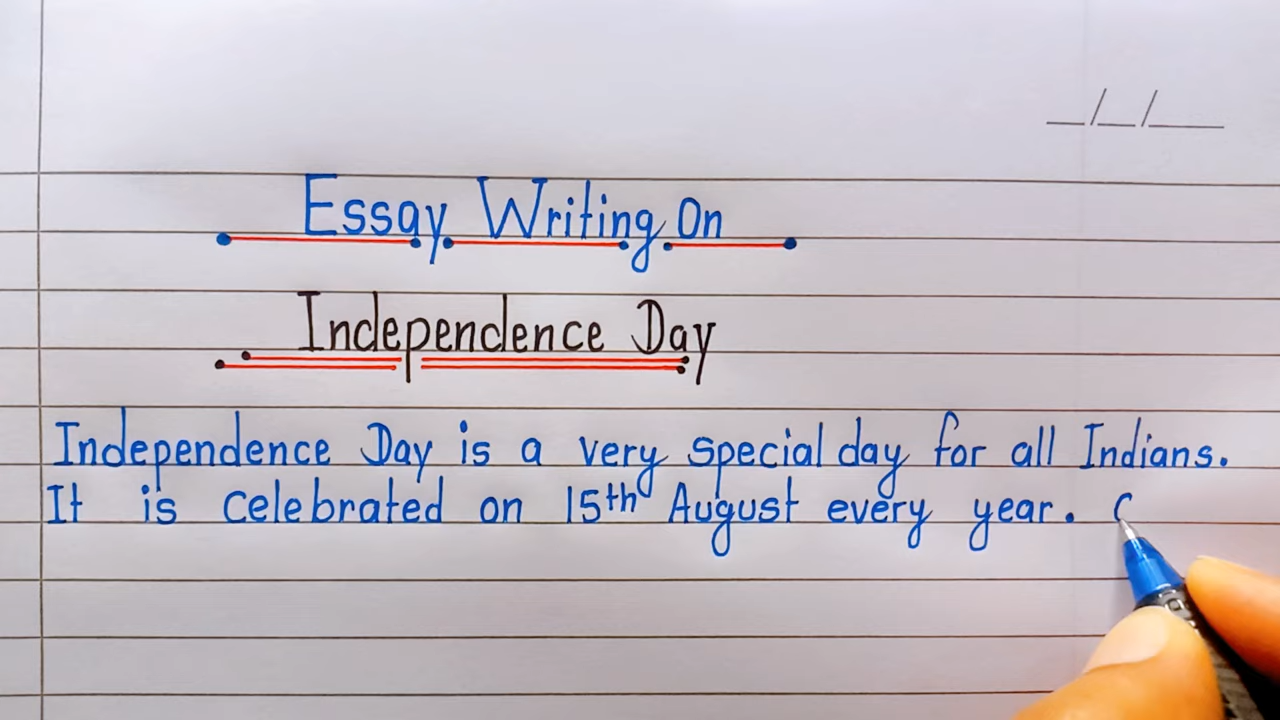 Essay Writing On
Independence Day
Independence Day is a very special day for all Indians.
It is celebrated on 15th August every year.